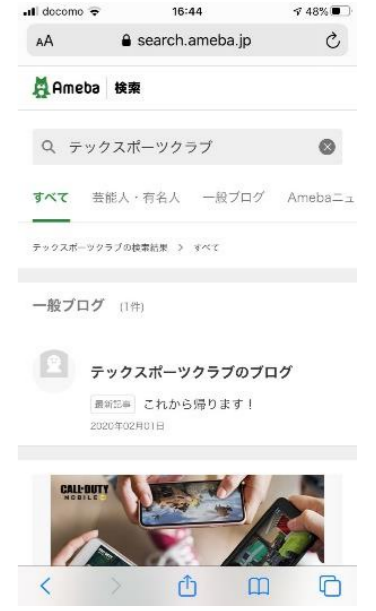 docomo 16:44 48%
AA search.ameba.jp
Ameba 検索
テックスポーツクラブ
すべて 芸能人・有名人 一般ブログ Amebaニュ
テックスポーツクラブの検索結果 > すべて
一般ブログ (1件)
テックスポーツクラブのブログ
最新記事 これから帰ります!
2020年02月01日
CALL OF DUTY
MOBILE